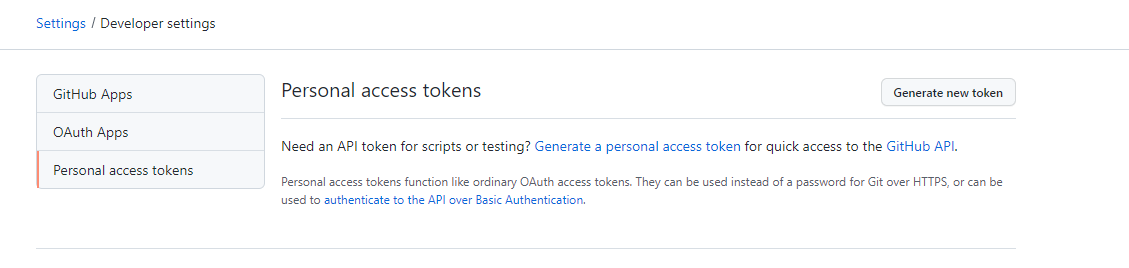 Settings / Developer settings
GitHub Apps
OAuth Apps
Personal access tokens
Personal access tokens
Generate new token
Need an API token for scripts or testing? Generate a personal access token for quick access to the GitHub API.
Personal access tokens function like ordinary OAuth access tokens. They can be used instead of a password for Git over HTTPS, or can be
used to authenticate to the API over Basic Authentication.